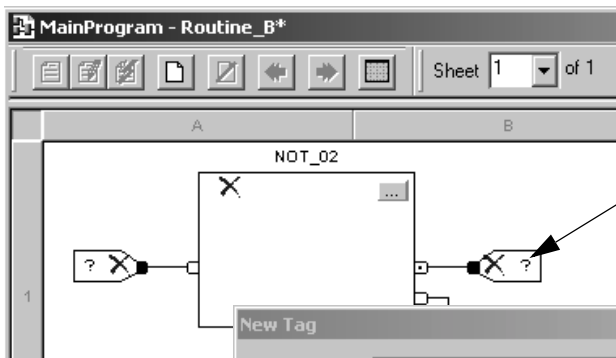 MainProgram - Routine_B*
Sheet 1 of 1
A B
NOT_02
...
? ?
1
New Tag